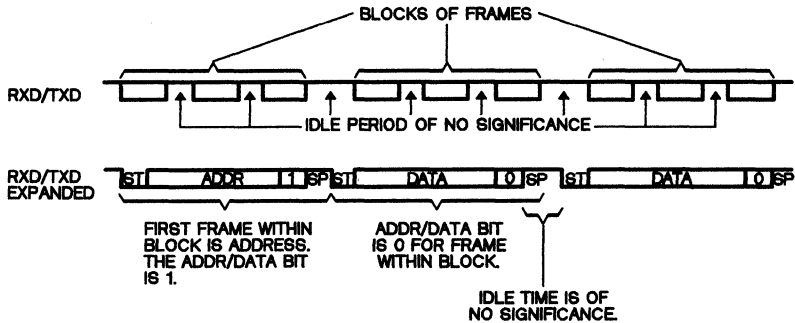 BLOCKS OF FRAMES
RXD/TXD
IDLE PERIOD OF NO SIGNIFICANCE
RXD/TXD
EXPANDED
ST ADDR 1 SP ST DATA 0 SP ST DATA 0 SP
FIRST FRAME WITHIN
BLOCK IS ADDRESS.
THE ADDR/DATA BIT
IS 1.
ADDR/DATA BIT
IS 0 FOR FRAME
WITHIN BLOCK.
IDLE TIME IS OF
NO SIGNIFICANCE.